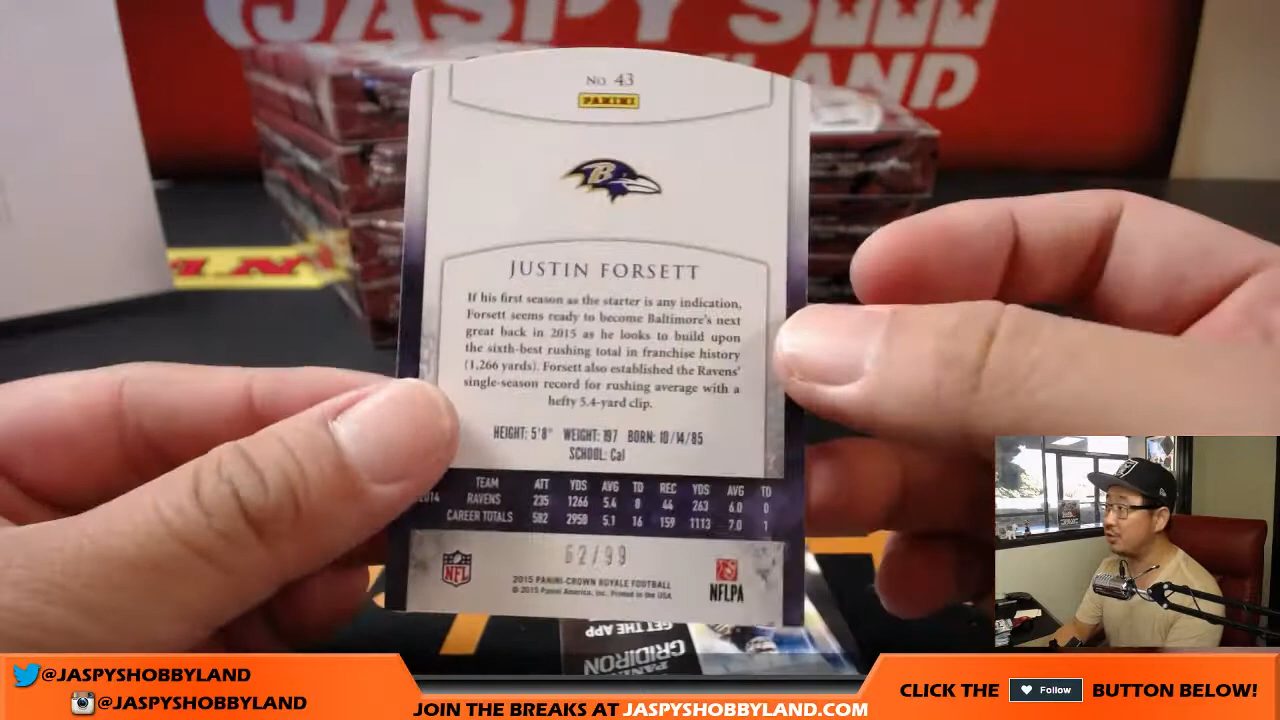 JASPY'S
LAND
No 43
PANINI
B
JUSTIN FORSETT
If his first season as the starter is any indication,
Forsett seems ready to become Baltimore's next
great back in 2015 as he looks to build upon
the sixth-best rushing total in franchise history
(1,266 yards). Forsett also established the Ravens'
single-season record for rushing average with a
hefty 5.4-yard clip.
HEIGHT: 5'8" WEIGHT: 197 BORN: 10/14/85
SCHOOL: Cal
TEAM ATT YDS AVG TD REC YDS AVG TD
2014 RAVENS 235 1266 5.4 8 44 263 6.0 0
CAREER TOTALS 582 2950 5.1 16 159 1113 7.0 1
62/99
NFL
2015 PANINI-CROWN ROYALE FOOTBALL
© 2015 Panini America, Inc. Printed in the USA
NFLPA
GET THE APP
GRIDIRON
@JASPYSHOBBYLAND
@JASPYSHOBBYLAND
JOIN THE BREAKS AT JASPYSHOBBYLAND.COM
CLICK THE Follow BUTTON BELOW!